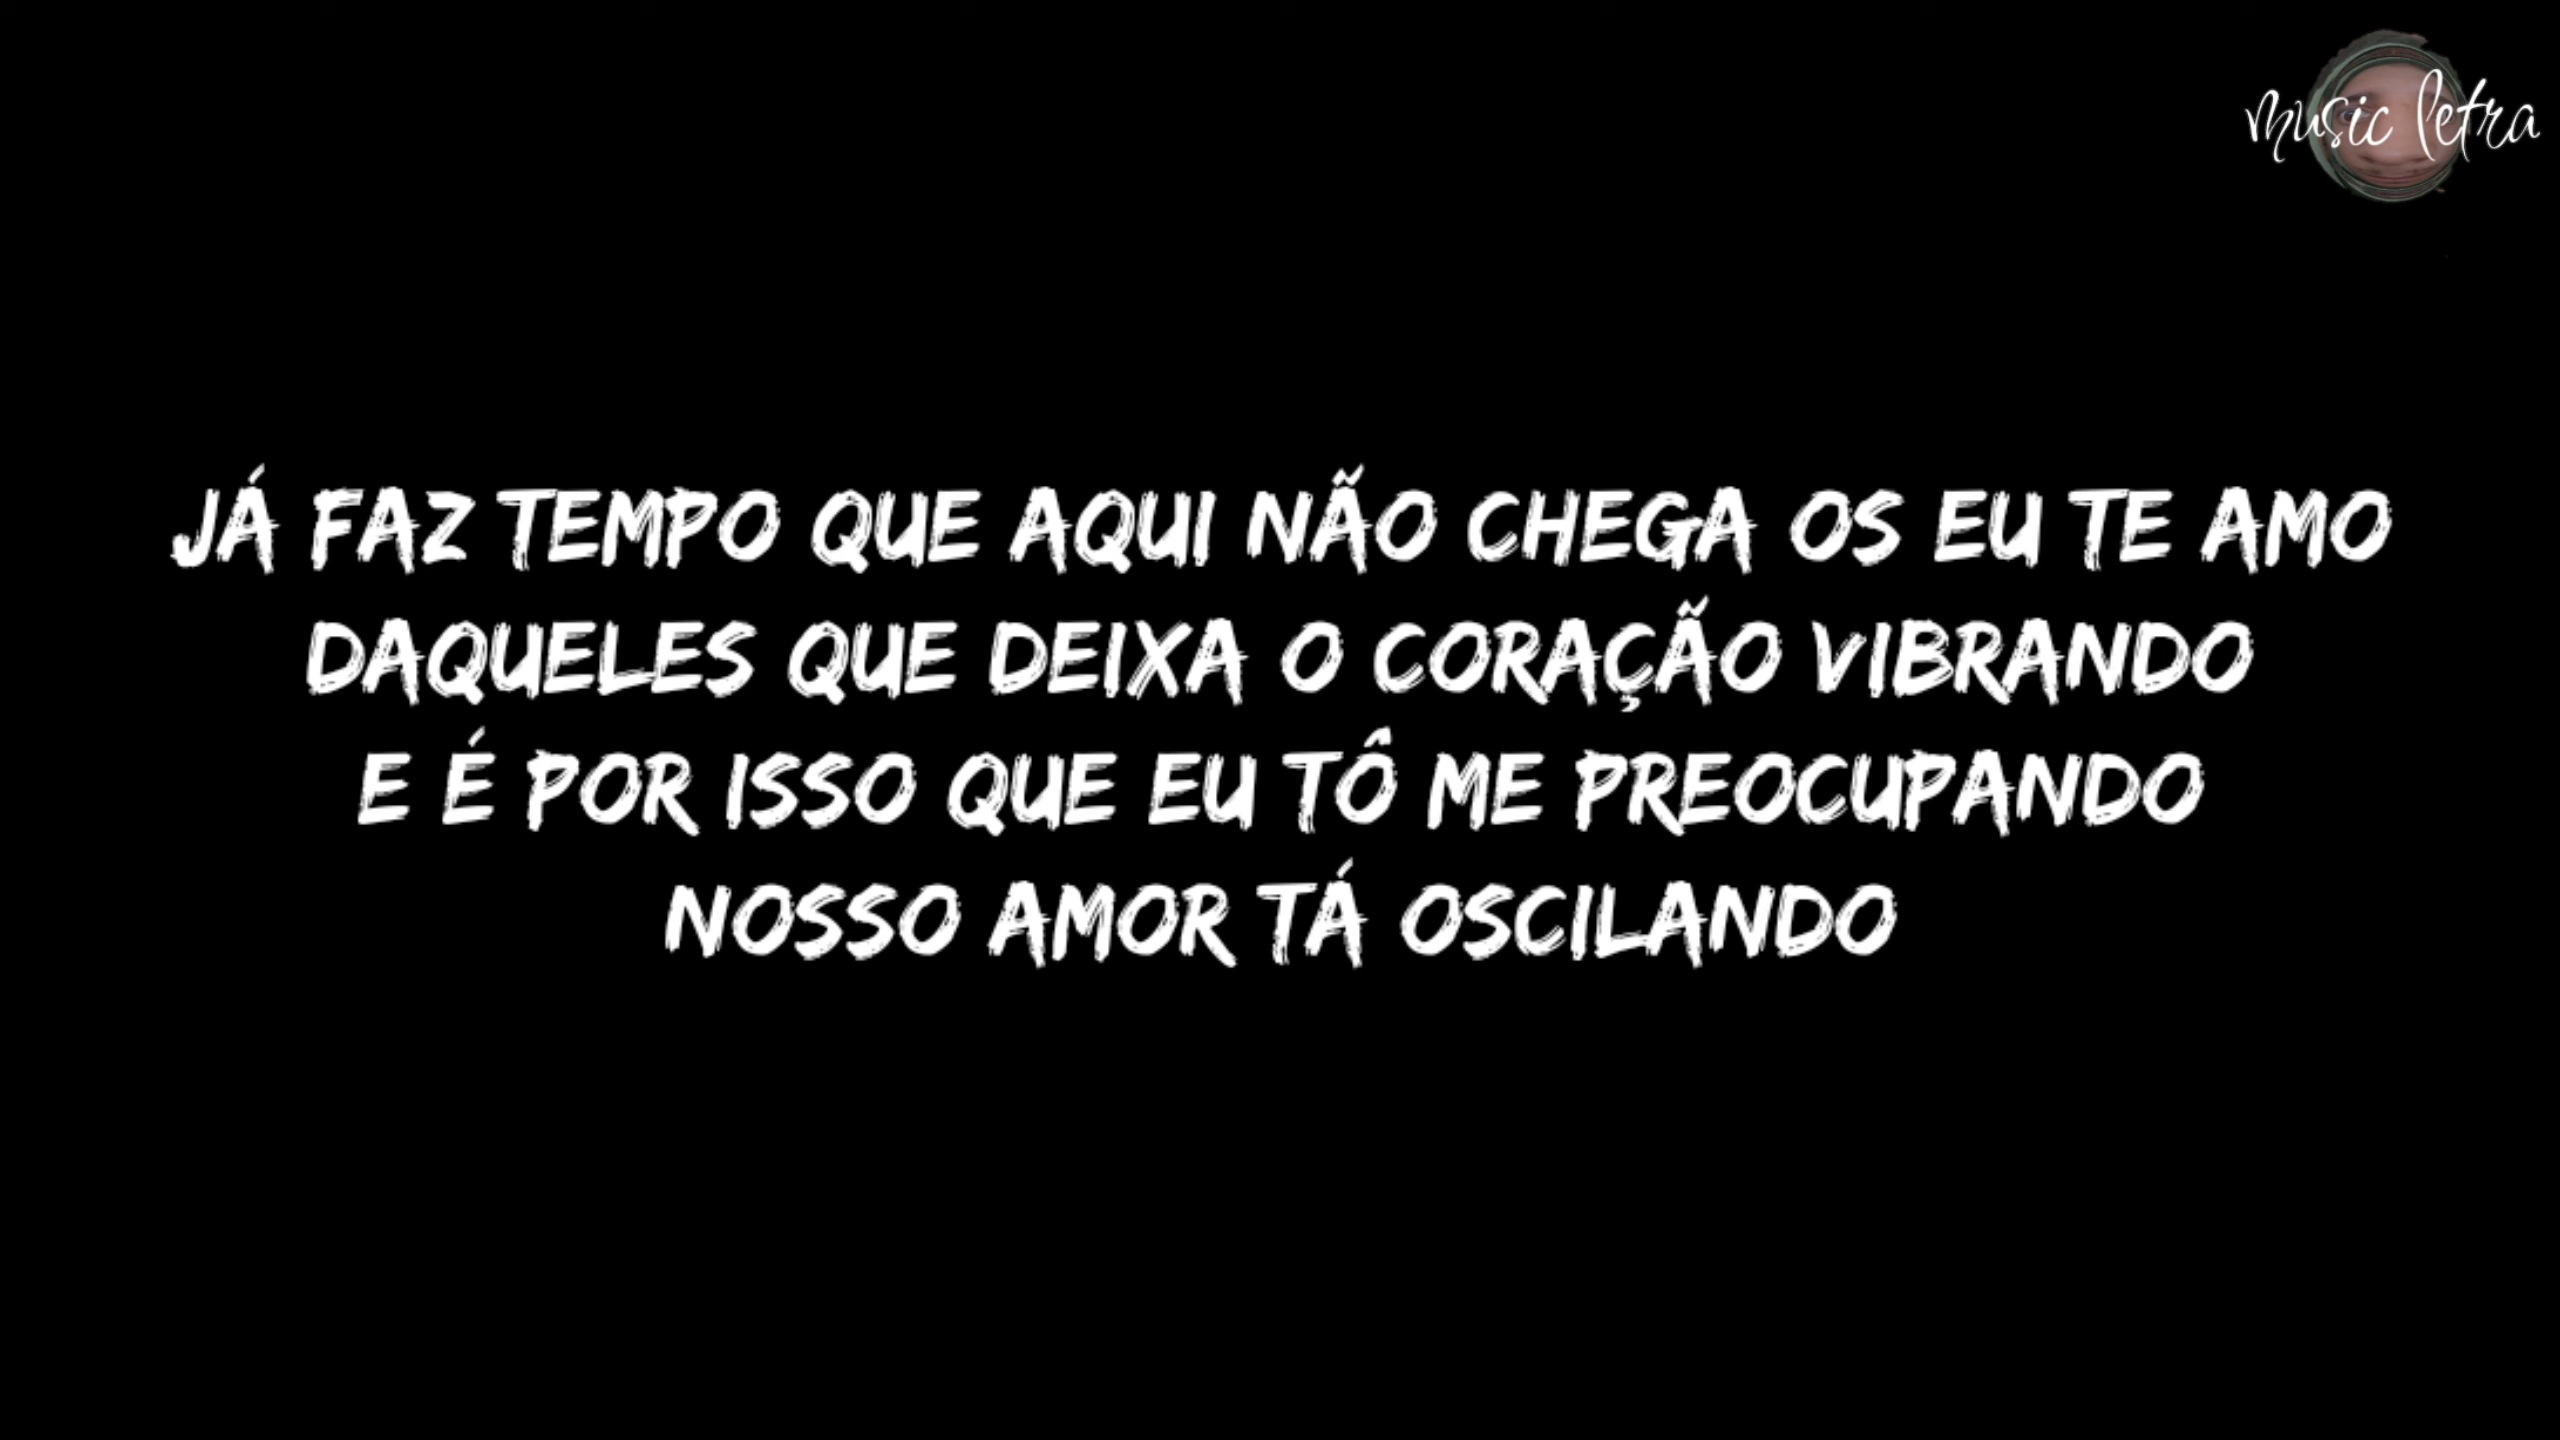 music letra
JÁ FAZ TEMPO QUE AQUI NÃO CHEGA OS EU TE AMO
DAQUELES QUE DEIXA O CORAÇÃO VIBRANDO
E É POR ISSO QUE EU TÔ ME PREOCUPANDO
NOSSO AMOR TÁ OSCILANDO